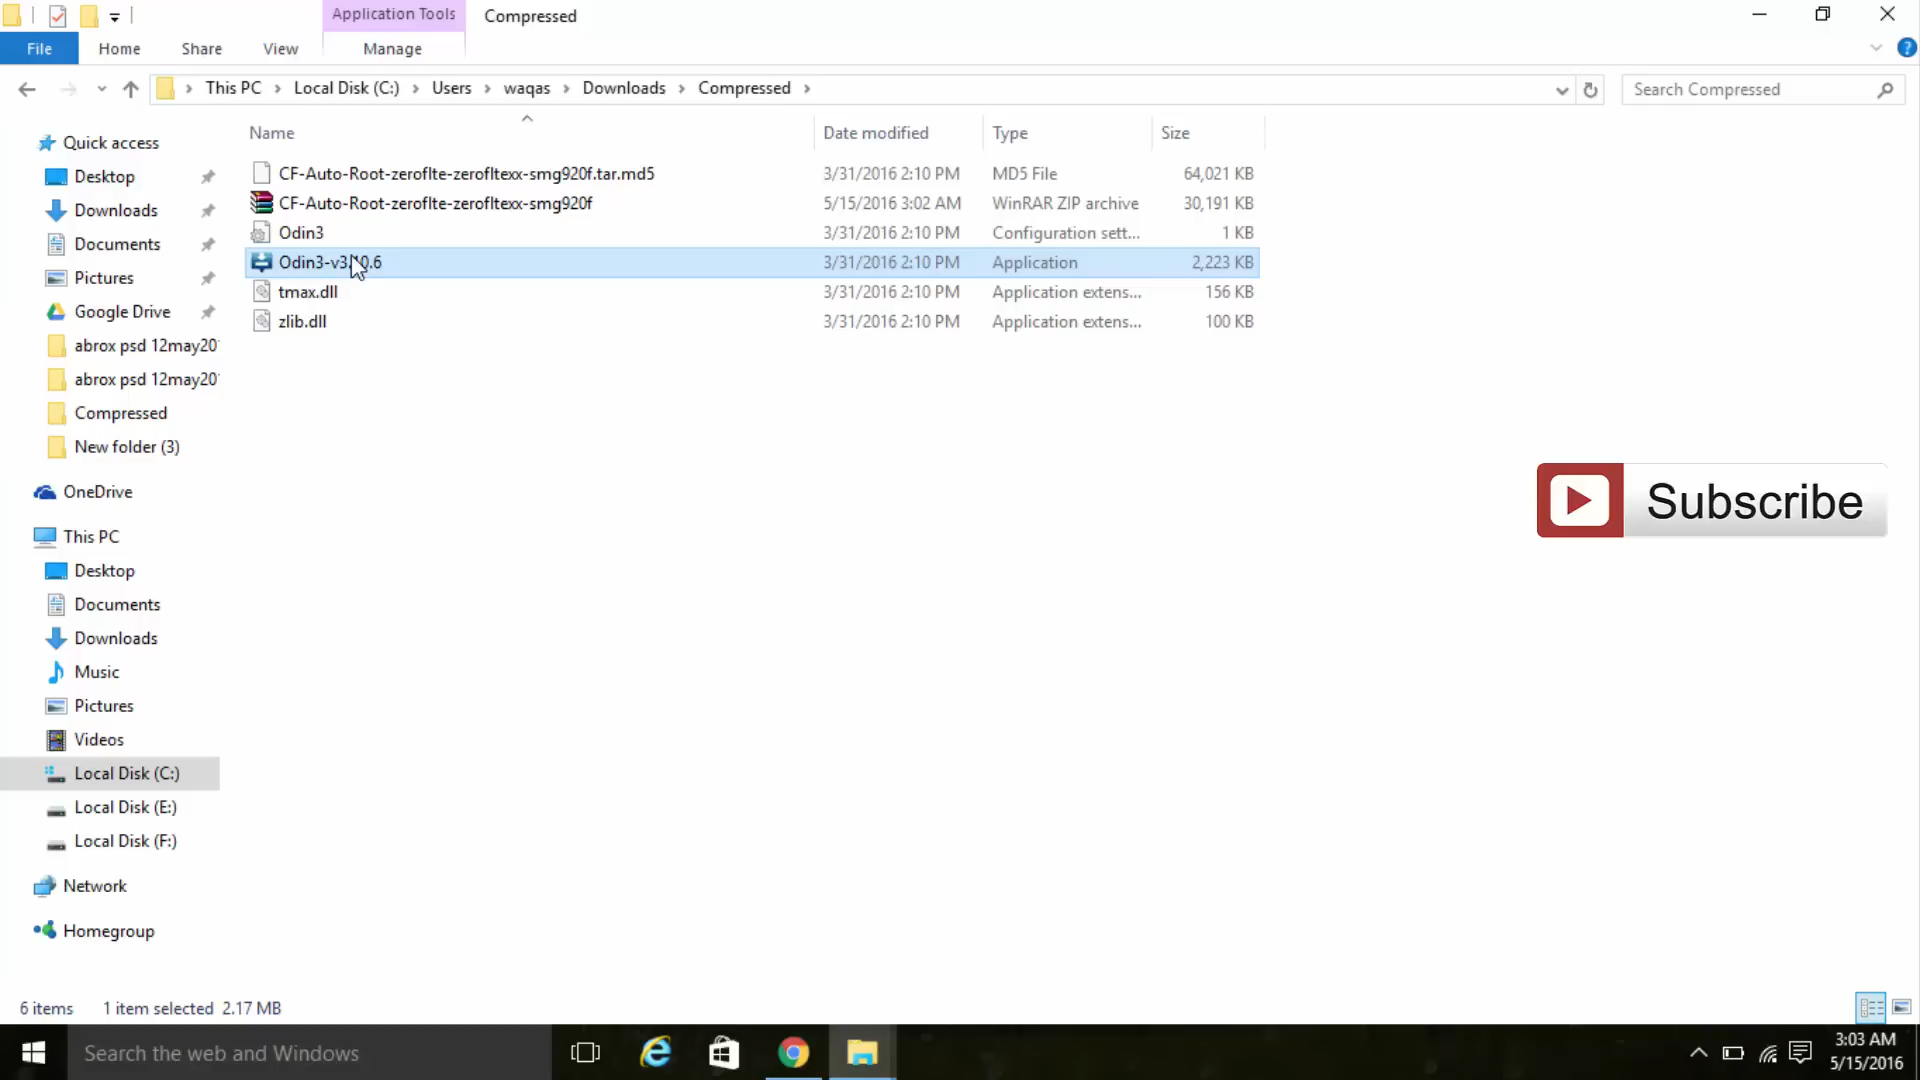 Application Tools
Compressed
File
Home
Share
View
Manage
This PC
Local Disk (C:)
Users
waqas
Downloads
Compressed
Search Compressed
Name
Date modified
Type
Size
CF-Auto-Root-zeroflte-zerofltexx-smg920f.tar.md5
3/31/2016 2:10 PM
MD5 File
64,021 KB
CF-Auto-Root-zeroflte-zerofltexx-smg920f
5/15/2016 3:02 AM
WinRAR ZIP archive
30,191 KB
Odin3
3/31/2016 2:10 PM
Configuration sett...
1 KB
Odin3-v3.10.6
3/31/2016 2:10 PM
Application
2,223 KB
tmax.dll
3/31/2016 2:10 PM
Application extens...
156 KB
zlib.dll
3/31/2016 2:10 PM
Application extens...
100 KB
Quick access
Desktop
Downloads
Documents
Pictures
Google Drive
abrox psd 12may20
abrox psd 12may20
Compressed
New folder (3)
OneDrive
This PC
Desktop
Documents
Downloads
Music
Pictures
Videos
Local Disk (C:)
Local Disk (E:)
Local Disk (F:)
Network
Homegroup
Subscribe
6 items
1 item selected 2.17 MB
Search the web and Windows
3:03 AM
5/15/2016